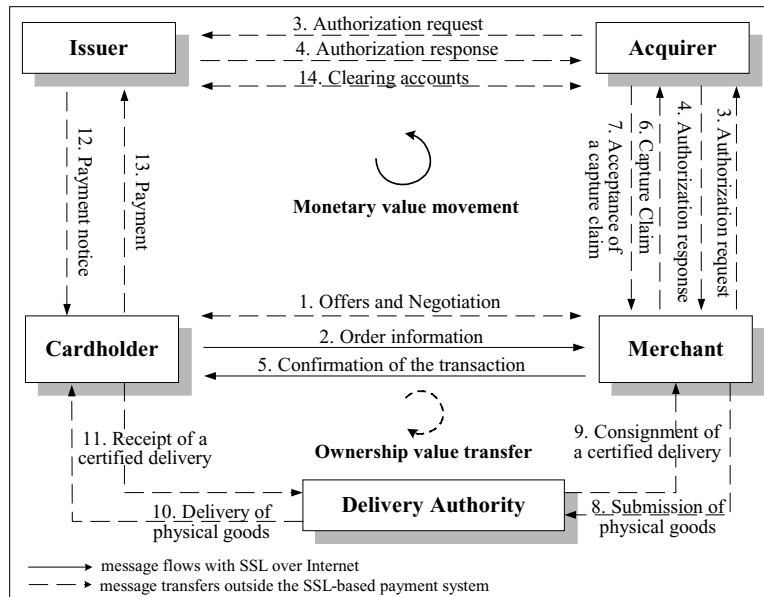 3. Authorization request
Issuer
4. Authorization response
Acquirer
14. Clearing accounts
12. Payment notice
13. Payment
7. Acceptance of
a capture claim
6. Capture Claim
4. Authorization response
3. Authorization request
Monetary value movement
1. Offers and Negotiation
Cardholder
2. Order information
Merchant
5. Confirmation of the transaction
11. Receipt of a
certified delivery
Ownership value transfer
9. Consignment of
a certified delivery
Delivery Authority
10. Delivery of
physical goods
8. Submission of
physical goods
message flows with SSL over Internet
message transfers outside the SSL-based payment system